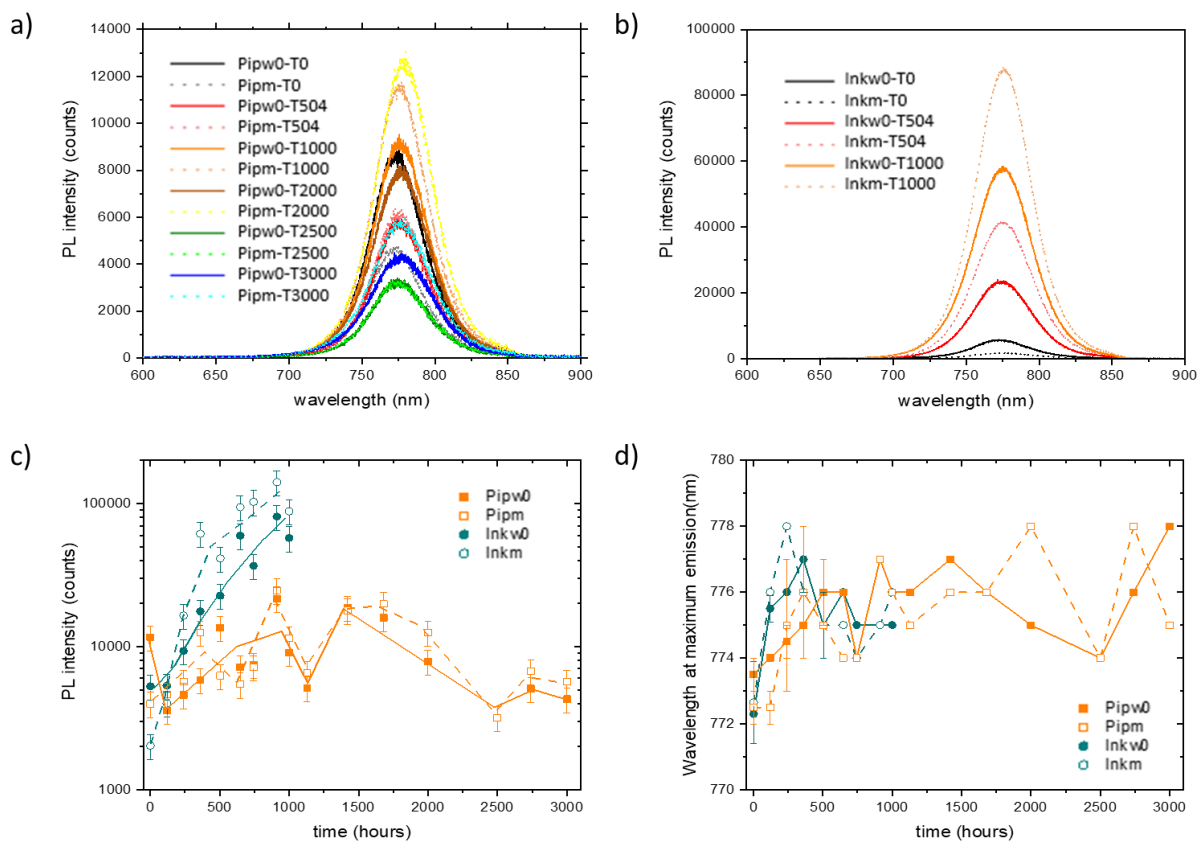 a)
14000
12000
10000
8000
6000
4000
2000
0
PL intensity (counts)
Pipw0-T0
Pipm-T0
Pipw0-T504
Pipm-T504
Pipw0-T1000
Pipm-T1000
Pipw0-T2000
Pipm-T2000
Pipw0-T2500
Pipm-T2500
Pipw0-T3000
Pipm-T3000
600 650 700 750 800 850 900
wavelength (nm)
b)
100000
80000
60000
40000
20000
0
PL intensity (counts)
Inkw0-T0
Inkm-T0
Inkw0-T504
Inkm-T504
Inkw0-T1000
Inkm-T1000
600 650 700 750 800 850 900
wavelength (nm)
c)
100000
10000
1000
PL intensity (counts)
Pipw0
Pipm
Inkw0
Inkm
0 500 1000 1500 2000 2500 3000
time (hours)
d)
780
778
776
774
772
770
Wavelength at maximum emission(nm)
Pipw0
Pipm
Inkw0
Inkm
0 500 1000 1500 2000 2500 3000
time (hours)